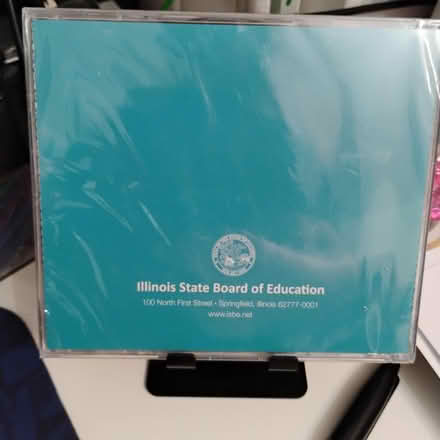 Illinois State Board of Education
100 North First Street • Springfield, Illinois 62777-0001
www.isbe.net